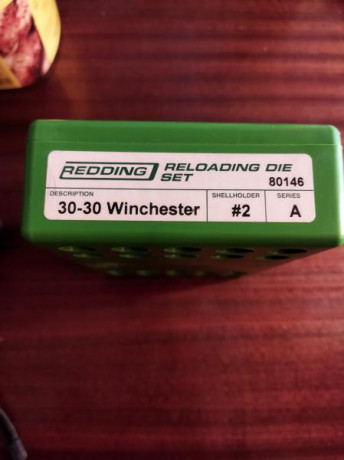 REDDING RELOADING DIE
SET 80146
DESCRIPTION SHELLHOLDER SERIES
30-30 Winchester #2 A